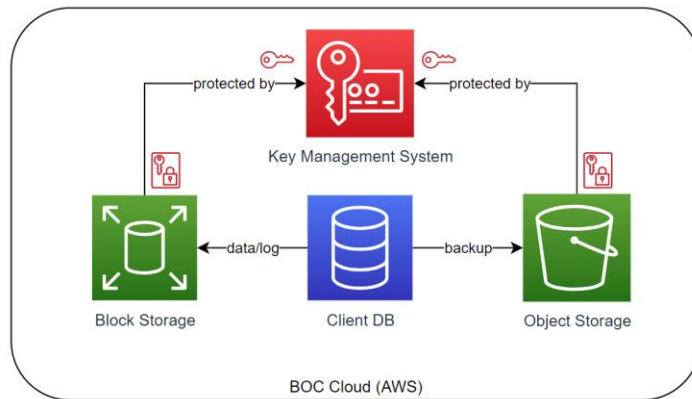 protected by
protected by
Key Management System
data/log
backup
Block Storage
Client DB
Object Storage
BOC Cloud (AWS)